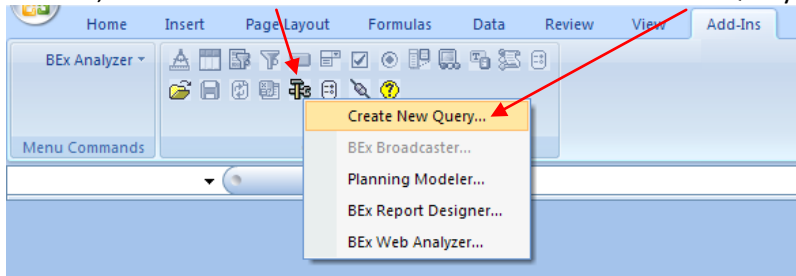 Home Insert Page Layout Formulas Data Review View Add-Ins
BEx Analyzer
Create New Query...
Menu Commands
BEx Broadcaster...
Planning Modeler...
BEx Report Designer...
BEx Web Analyzer...